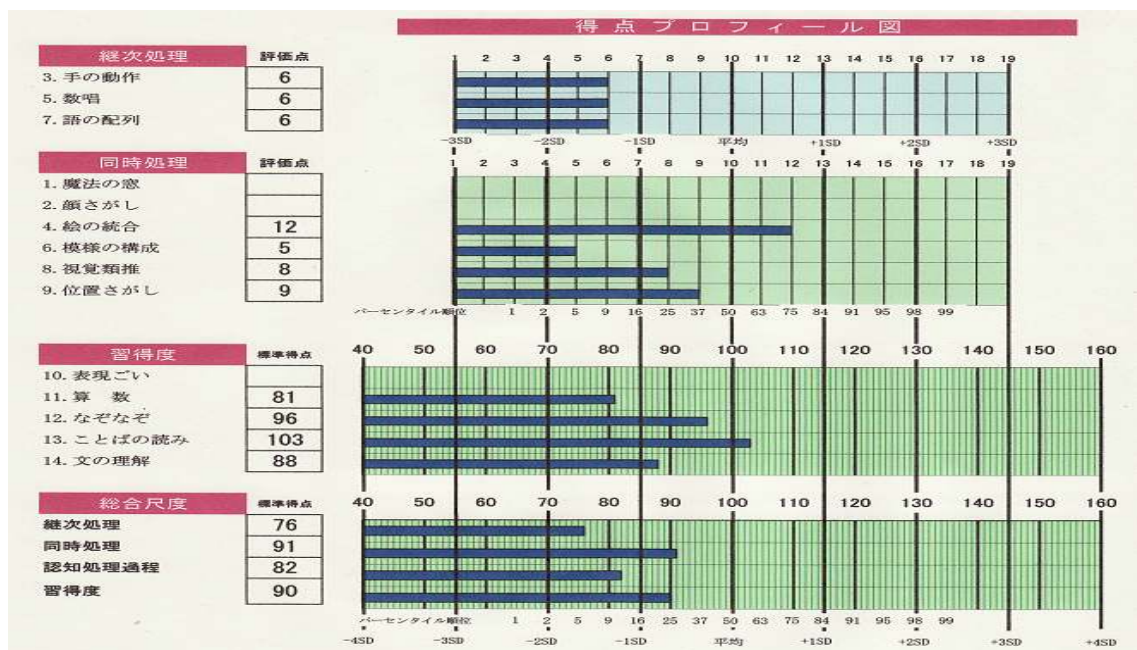 得点プロフィール図
継次処理 評価点
1 2 3 4 5 6 7 8 9 10 11 12 13 14 15 16 17 18 19
3. 手の動作 6
5. 数唱 6
7. 語の配列 6
-3SD -2SD -1SD 平均 +1SD +2SD +3SD
同時処理 評価点
1 2 3 4 5 6 7 8 9 10 11 12 13 14 15 16 17 18 19
1. 魔法の窓
2. 顔さがし
4. 絵の統合 12
6. 模様の構成 5
8. 視覚類推 8
9. 位置さがし 9
パーセンタイル順位 1 2 5 9 16 25 37 50 63 75 84 91 95 98 99
習得度 標準得点 40 50 60 70 80 90 100 110 120 130 140 150 160
10. 表現ごい
11. 算 数 81
12. なぞなぞ 96
13. ことばの読み 103
14. 文の理解 88
総合尺度 標準得点 40 50 60 70 80 90 100 110 120 130 140 150 160
継次処理 76
同時処理 91
認知処理過程 82
習得度 90
パーセンタイル順位 1 2 5 9 16 25 37 50 63 75 84 91 95 98 99
-4SD -3SD -2SD -1SD 平均 +1SD +2SD +3SD +4SD